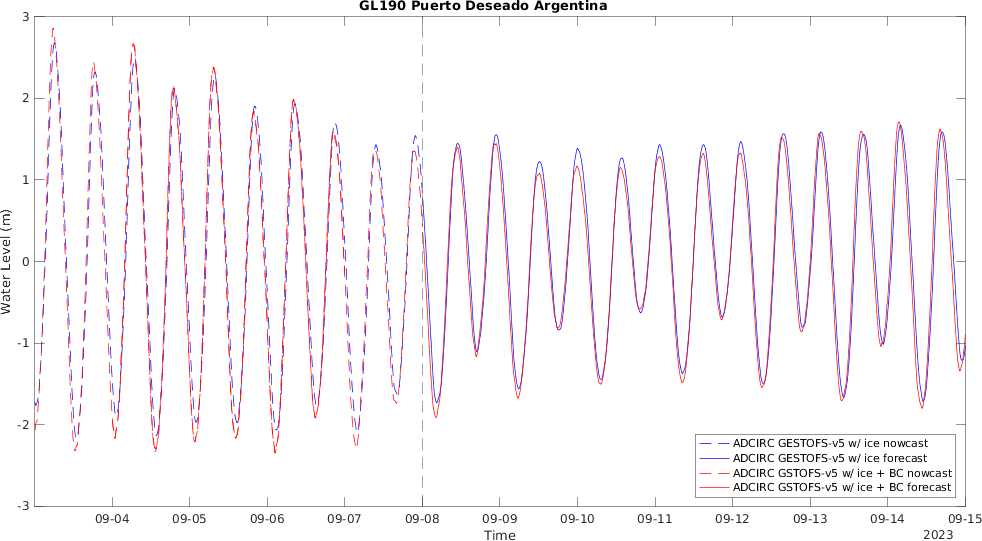 GL190 Puerto Deseado Argentina
3
2
1
0
-1
-2
-3
Water Level (m)
ADCIRC GESTOFS-v5 w/ ice nowcast
ADCIRC GESTOFS-v5 w/ ice forecast
ADCIRC GSTOFS-v5 w/ ice + BC nowcast
ADCIRC GSTOFS-v5 w/ ice + BC forecast
09-04 09-05 09-06 09-07 09-08 09-09 09-10 09-11 09-12 09-13 09-14 09-15
Time
2023